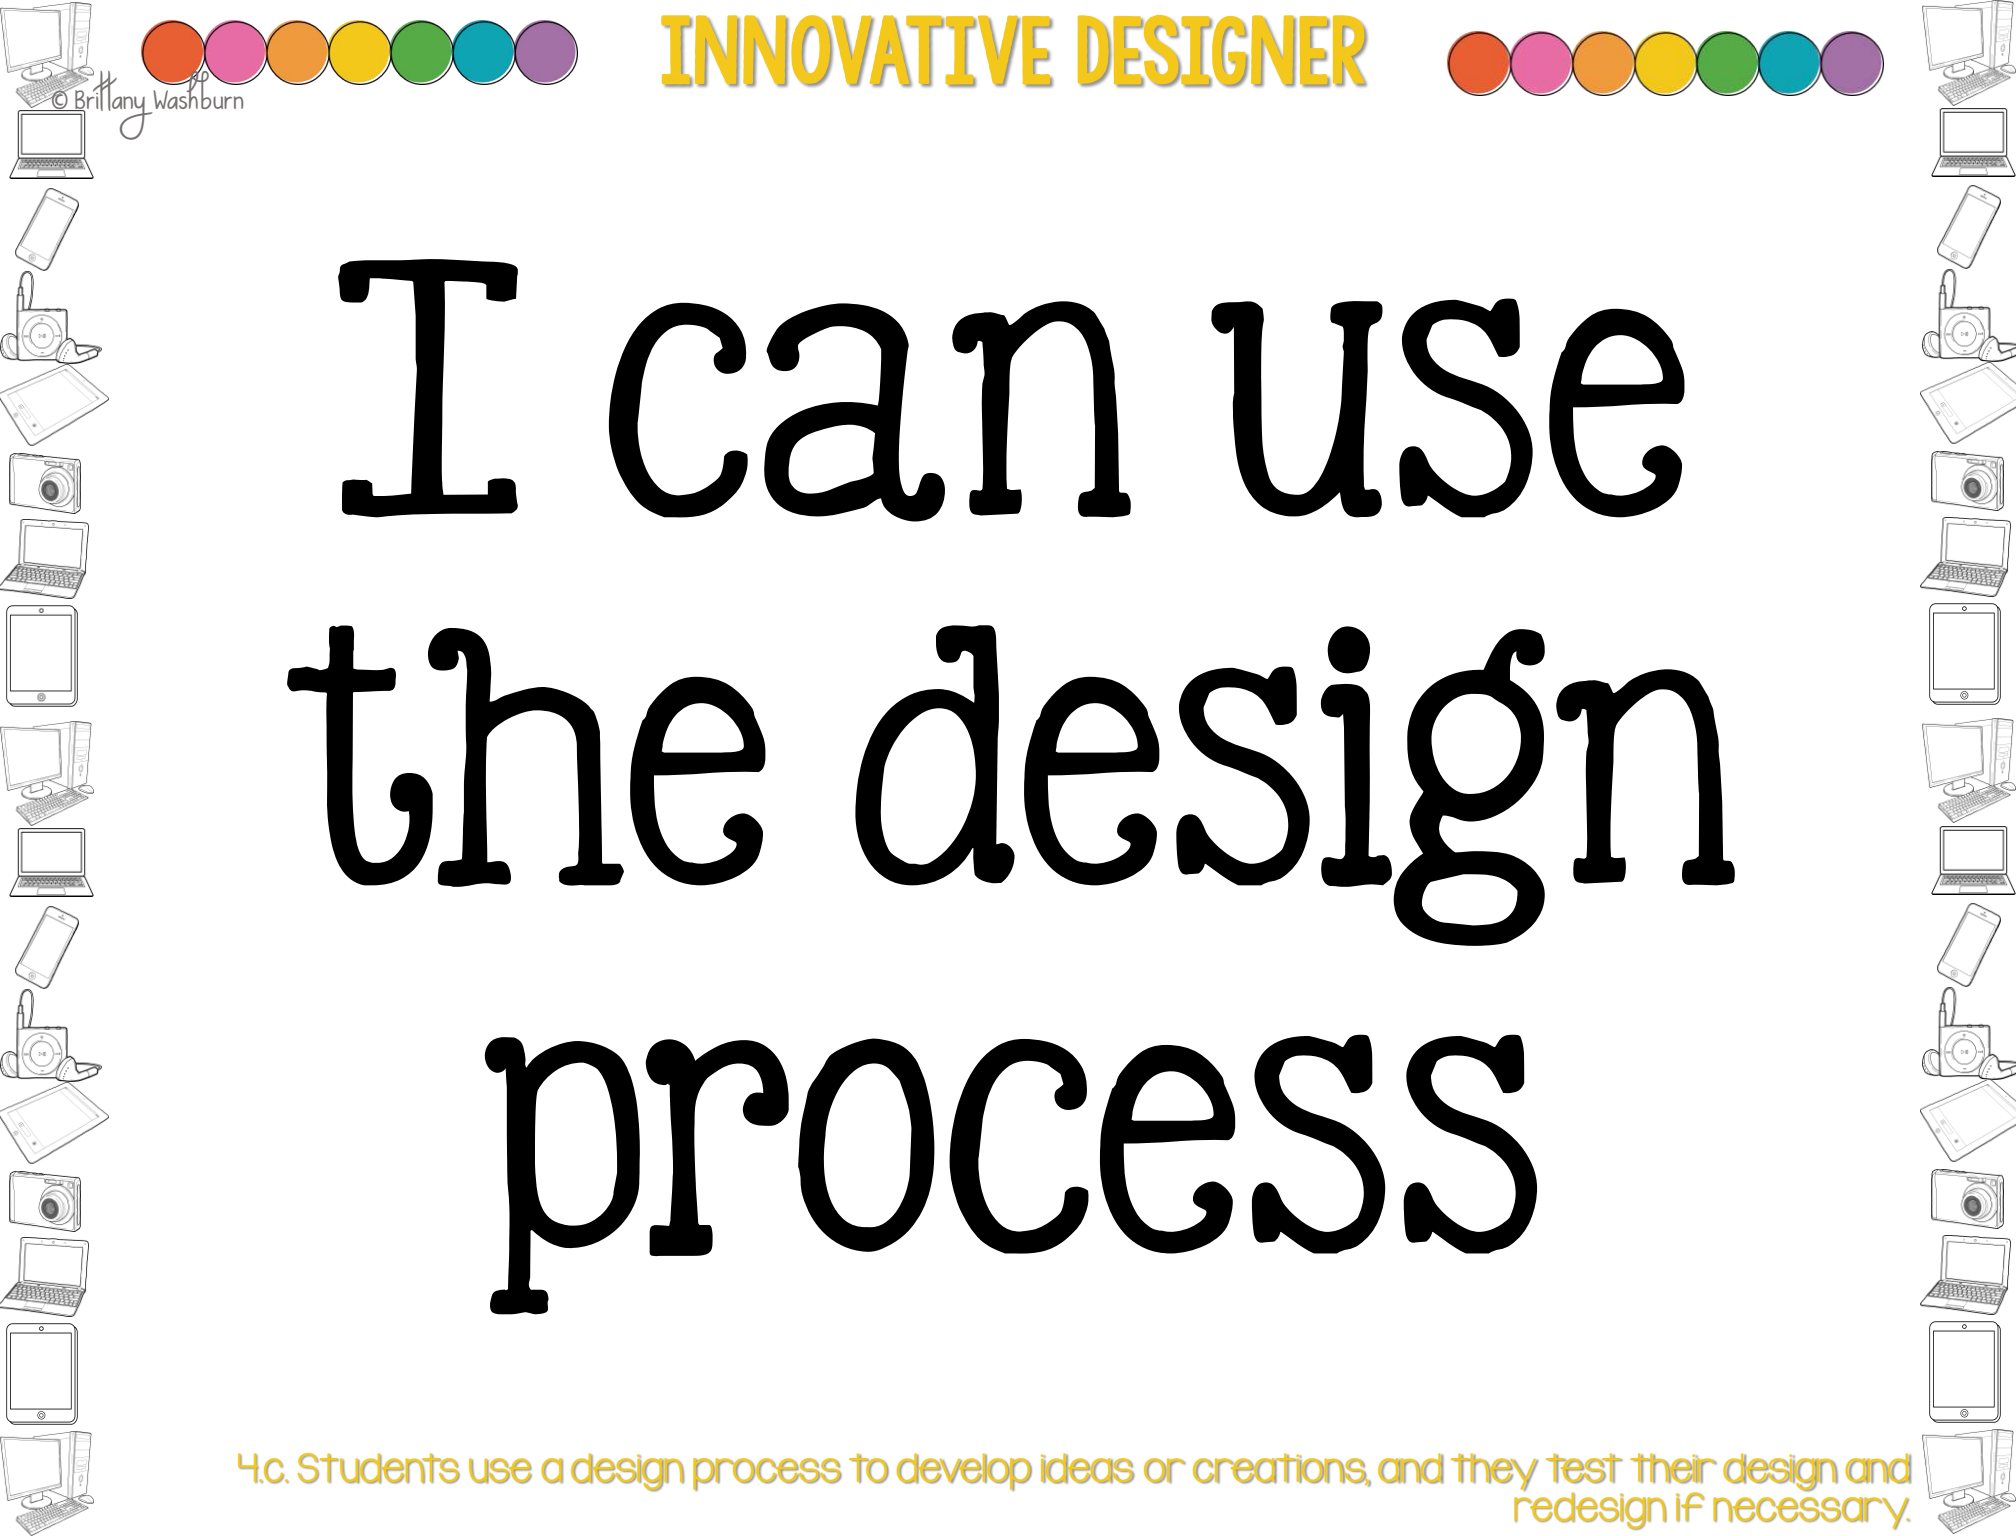 INNOVATIVE DESIGNER
© Brittany Washburn
I can use
the design
process
4.c. Students use a design process to develop ideas or creations, and they test their design and
redesign if necessary.